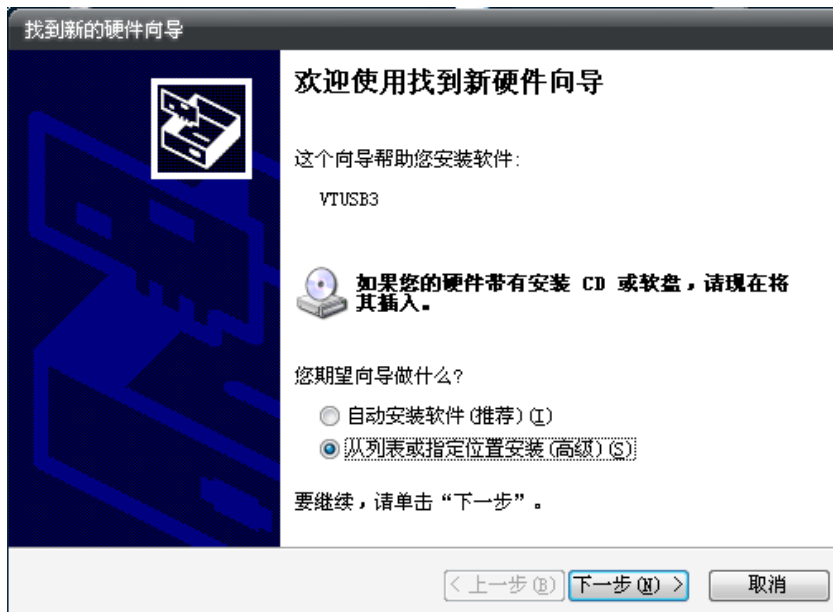 找到新的硬件向导
欢迎使用找到新硬件向导
这个向导帮助您安装软件:
VTUSB3
如果您的硬件带有安装 CD 或软盘，请现在将
其插入。
您期望向导做什么?
自动安装软件(推荐)(I)
从列表或指定位置安装(高级)(S)
要继续，请单击“下一步”。
< 上一步(B) 下一步(N) > 取消